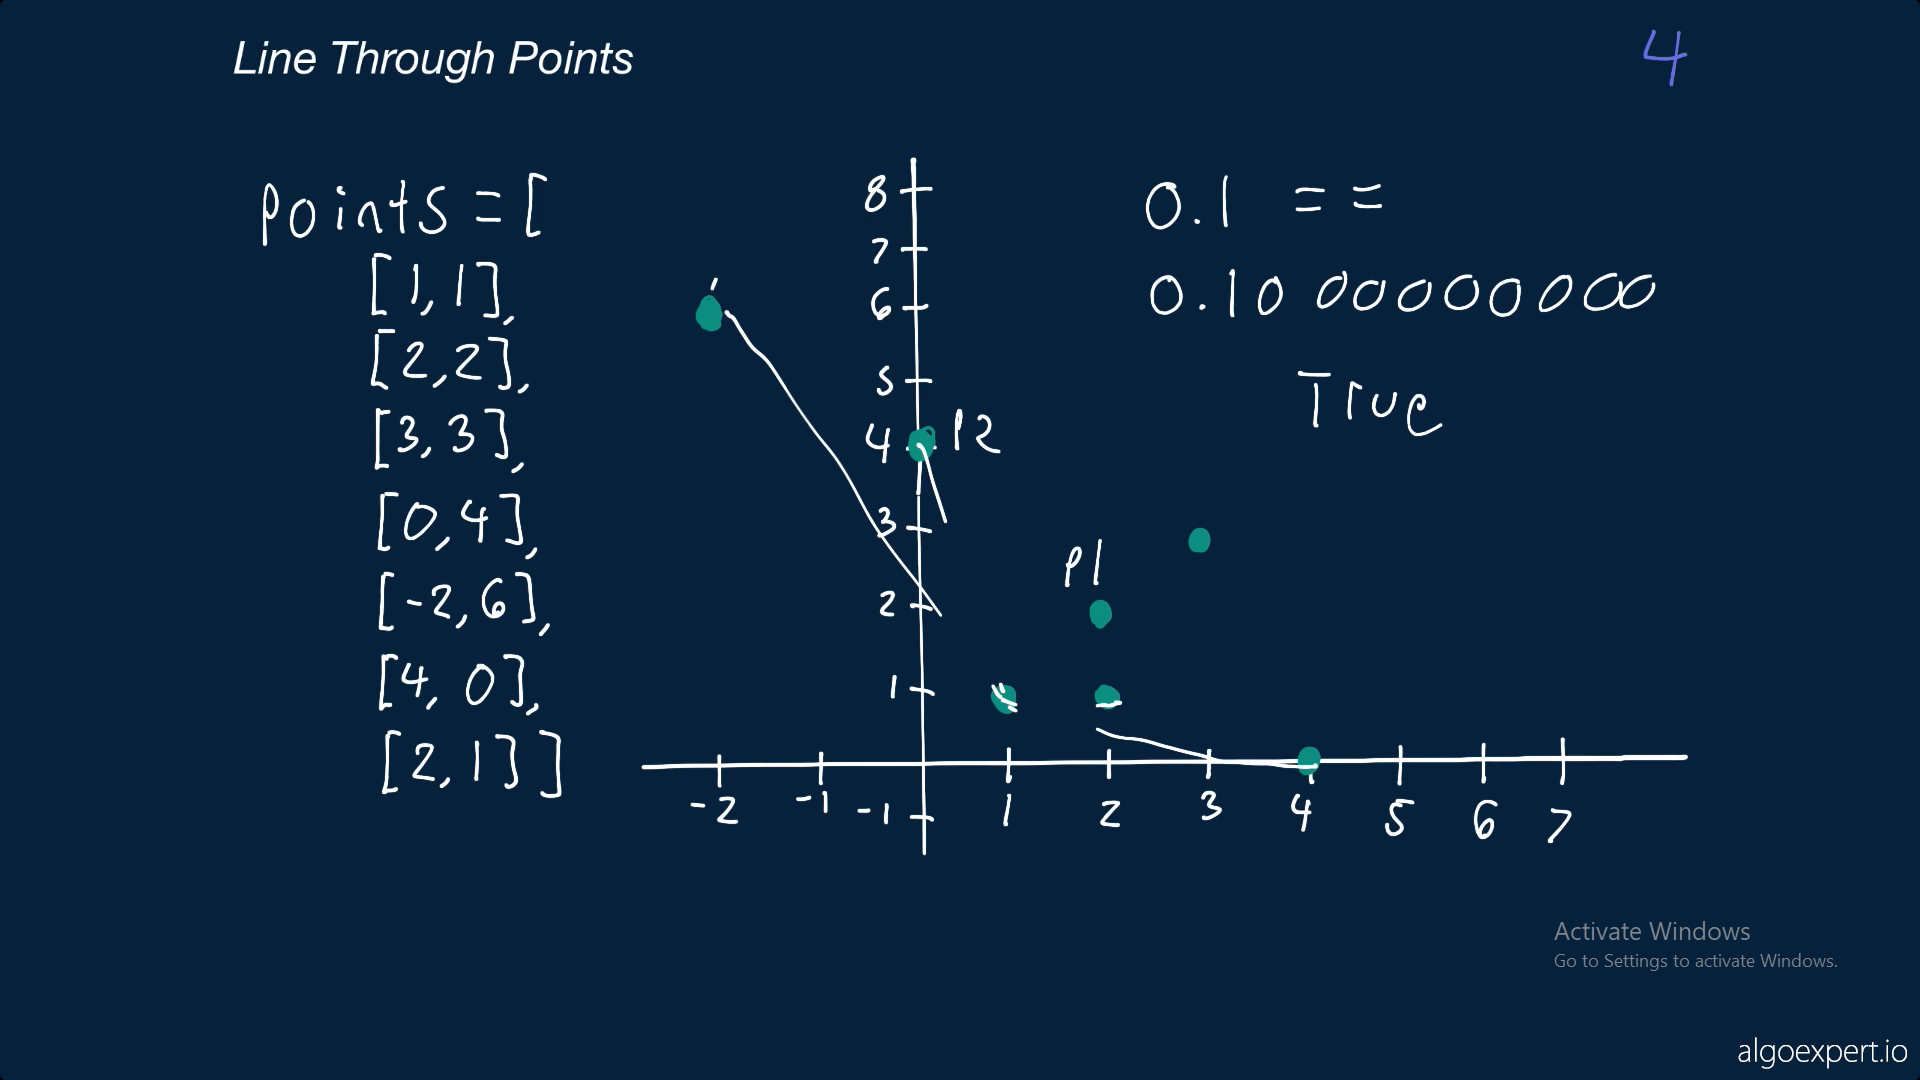 Line Through Points
4
Points = [
[1,1],
[2,2],
[3,3],
[0,4],
[-2,6],
[4, 0],
[2,1]]
8
7
6
5
4 P2
3
2
1
-1
P1
-2 -1 1 2 3 4 5 6 7
0.1 ==
0.10 000000000
True
Activate Windows
Go to Settings to activate Windows.
algoexpert.io